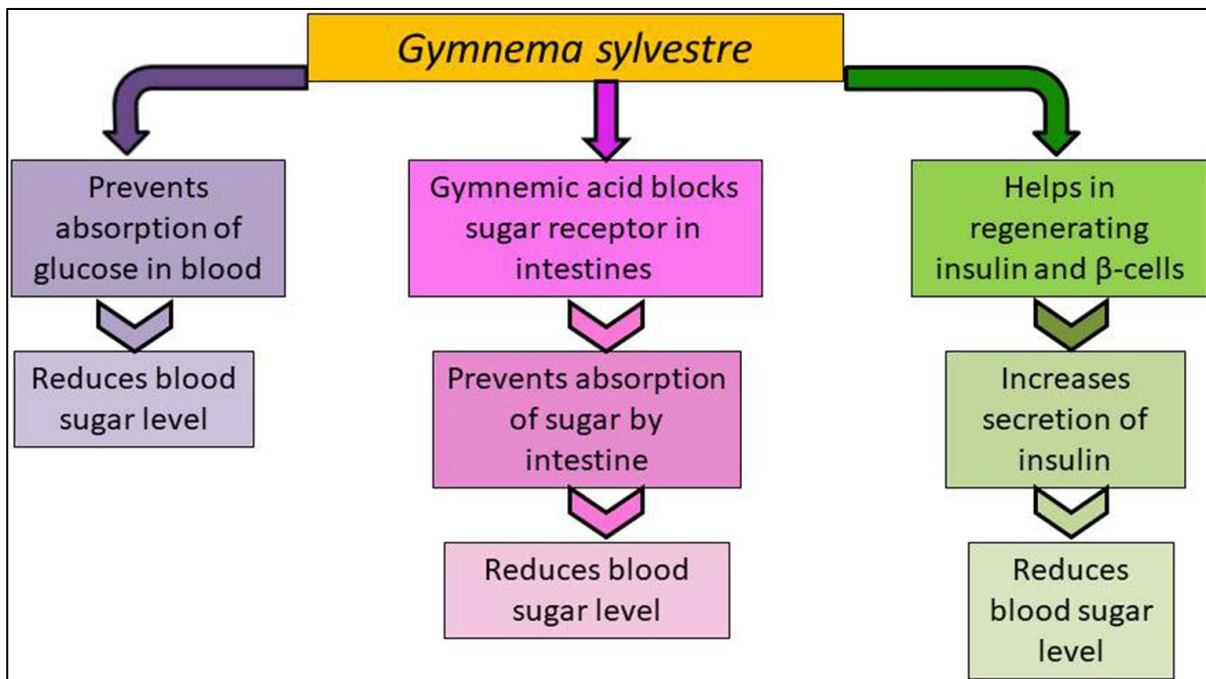 Gymnema sylvestre
Prevents
absorption of
glucose in blood
Reduces blood
sugar level
Gymnemic acid blocks
sugar receptor in
intestines
Prevents absorption
of sugar by
intestine
Reduces blood
sugar level
Helps in
regenerating
insulin and β-cells
Increases
secretion of
insulin
Reduces
blood sugar
level